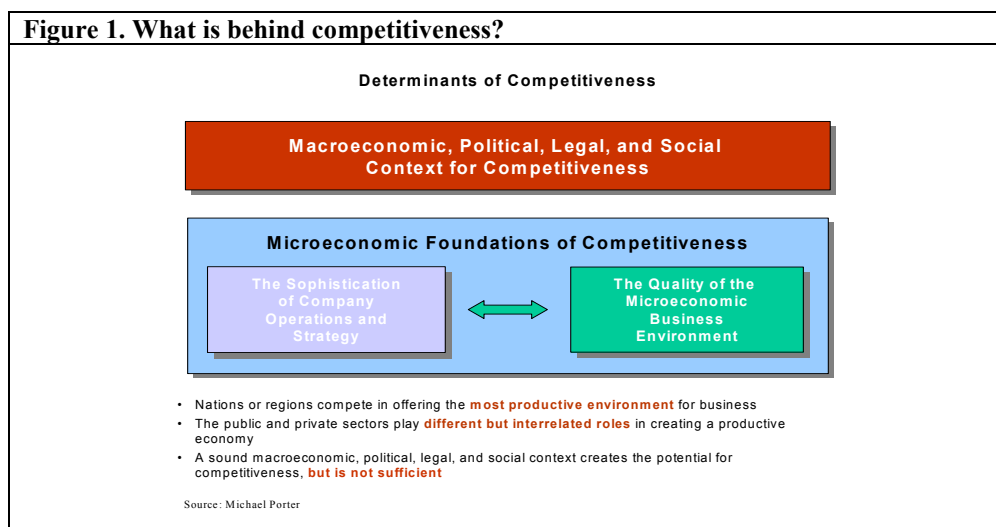 Figure 1. What is behind competitiveness?
Determinants of Competitiveness
Macroeconomic, Political, Legal, and Social
Context for Competitiveness
Microeconomic Foundations of Competitiveness
The Sophistication
of Company
Operations and
Strategy
The Quality of the
Microeconomic
Business
Environment
• Nations or regions compete in offering the most productive environment for business
• The public and private sectors play different but interrelated roles in creating a productive
economy
• A sound macroeconomic, political, legal, and social context creates the potential for
competitiveness, but is not sufficient
Source: Michael Porter